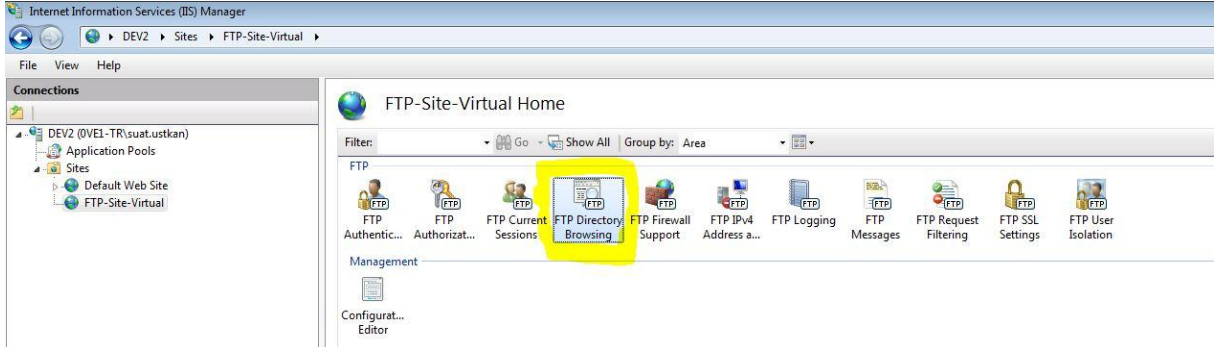 Internet Information Services (IIS) Manager
DEV2 Sites FTP-Site-Virtual
File View Help
Connections
DEV2 (0VE1-TR\suat.ustkan)
Application Pools
Sites
Default Web Site
FTP-Site-Virtual
FTP-Site-Virtual Home
Filter: Go Show All Group by: Area
FTP
FTP FTP FTP FTP FTP FTP FTP FTP FTP FTP FTP
FTP FTP FTP Current FTP Directory FTP Firewall FTP IPv4 FTP Logging FTP FTP Request FTP SSL FTP User
Authentic... Authorizat... Sessions Browsing Support Address a... Messages Filtering Settings Isolation
Management
Configurat...
Editor